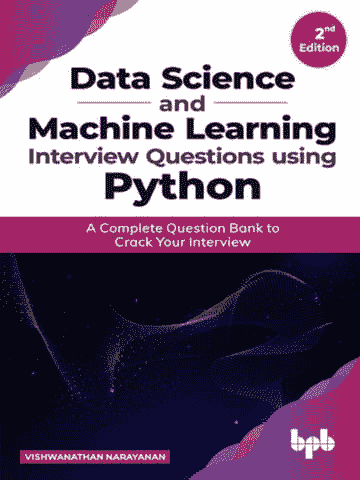 2nd
Edition
Data Science
and
Machine Learning
Interview Questions using
Python
A Complete Question Bank to
Crack Your Interview
VISHWANATHAN NARAYANAN
bpb